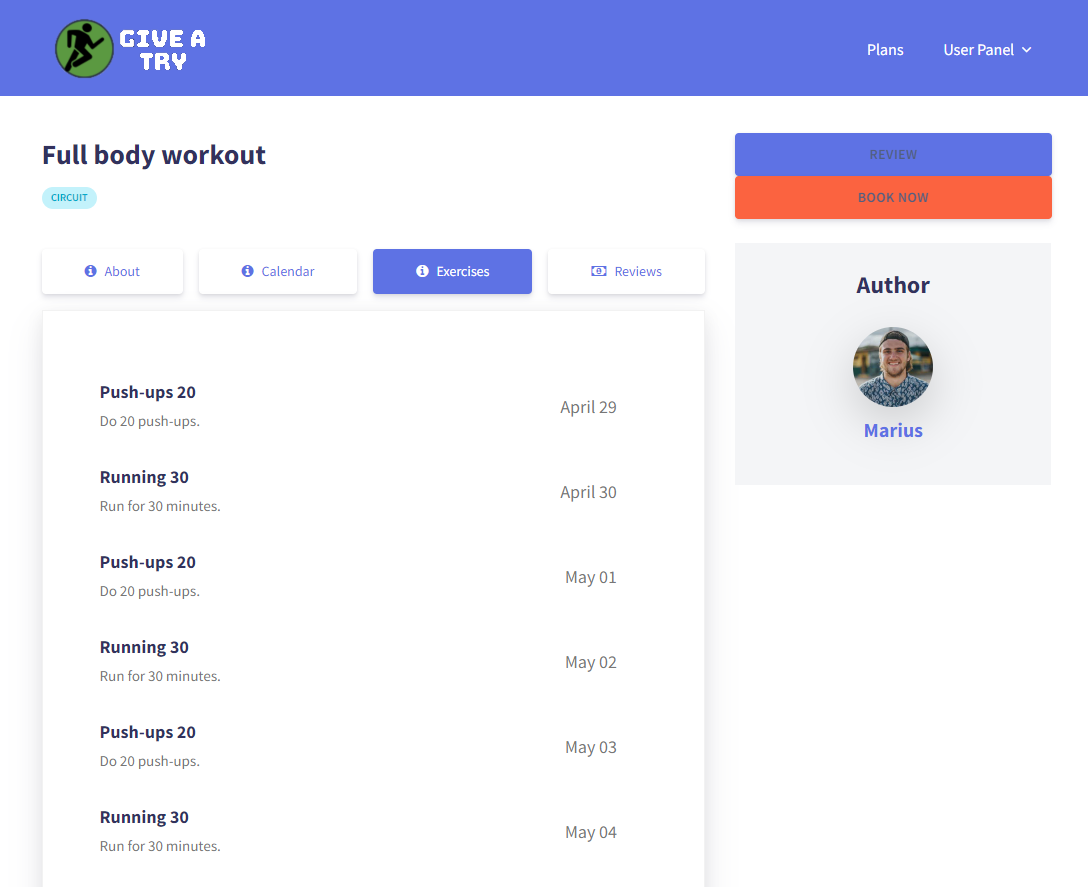 GIVE A
TRY
Plans
User Panel
Full body workout
CIRCUIT
REVIEW
BOOK NOW
About
Calendar
Exercises
Reviews
Author
Marius
Push-ups 20
Do 20 push-ups.
April 29
Running 30
Run for 30 minutes.
April 30
Push-ups 20
Do 20 push-ups.
May 01
Running 30
Run for 30 minutes.
May 02
Push-ups 20
Do 20 push-ups.
May 03
Running 30
Run for 30 minutes.
May 04